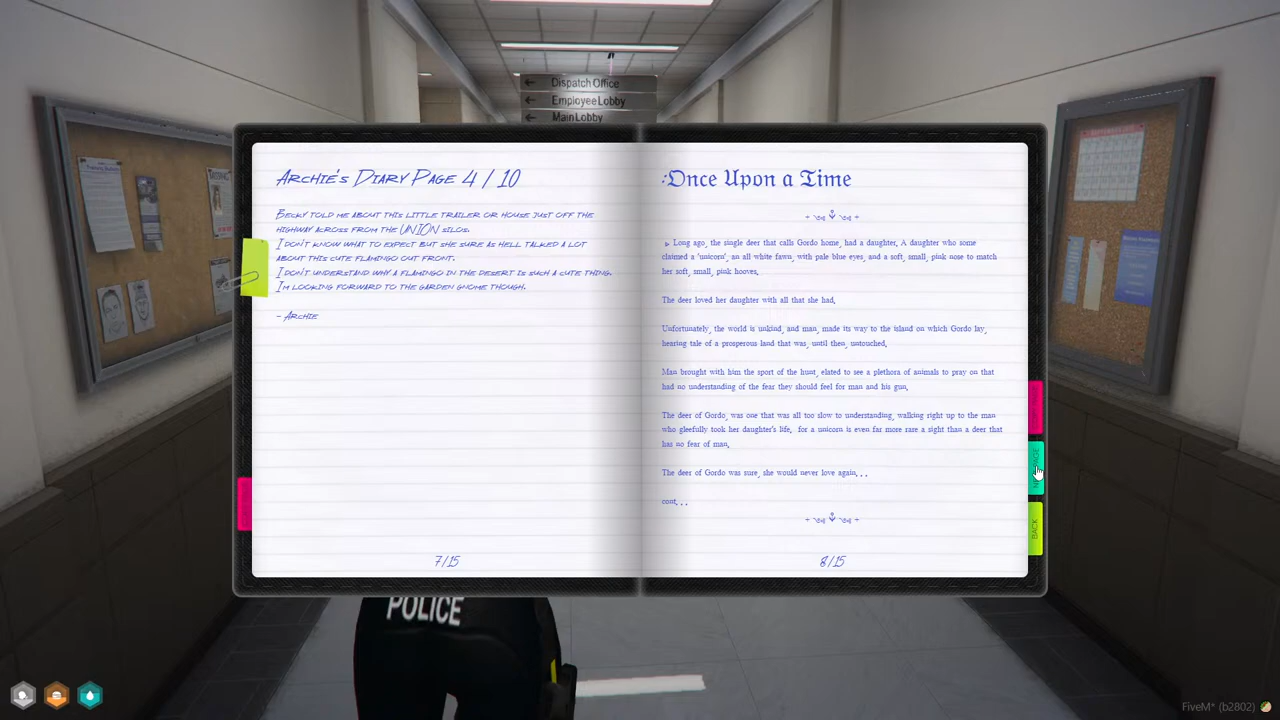 Dispatch Office
Employee Lobby
Main Lobby
Archie's Diary Page 4 / 10
Becky told me about this little trailer or house just off the
highway across from the UNION silos.
I don't know what to expect but she sure as hell talked a lot
about this cute flamingo out front.
I don't understand why a flamingo in the desert is such a cute thing.
I'm looking forward to the garden gnome though.
- Archie
7/15
:Once Upon a Time
Long ago, the single deer that calls Gordo home, had a daughter. A daughter who some
claimed a 'unicorn', an all white fawn, with pale blue eyes, and a soft, small, pink nose to match
her soft, small, pink hooves.
The deer loved her daughter with all that she had.
Unfortunately, the world is unkind, and man, made its way to the island on which Gordo lay,
hearing tale of a prosperous land that was, until then, untouched.
Man brought with him the sport of the hunt, elated to see a plethora of animals to pray on that
had no understanding of the fear they should feel for man and his gun.
The deer of Gordo, was one that was all too slow to understanding, walking right up to the man
who gleefully took her daughter's life, for a unicorn is even far more rare a sight than a deer that
has no fear of man.
The deer of Gordo was sure, she would never love again. . .
cont. . .
8/15
BACK
POLICE
FiveM* (b2802)